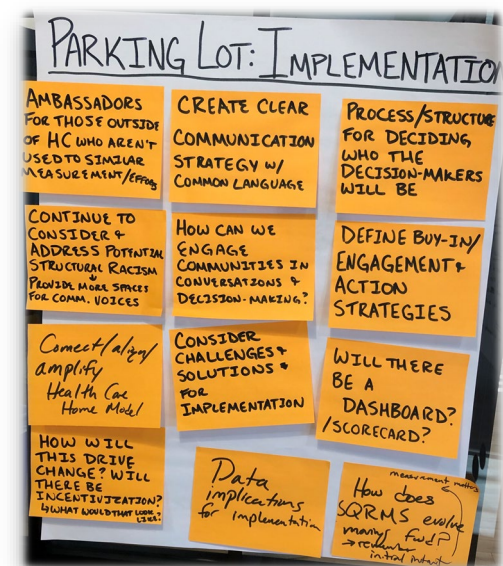 PARKING LOT: IMPLEMENTATION
AMBASSADORS
FOR THOSE OUTSIDE
OF HC WHO AREN'T
USED TO SIMILAR
MEASUREMENT/EFFORTS
CREATE CLEAR
COMMUNICATION
STRATEGY W/
COMMON LANGUAGE
PROCESS/STRUCTURE
FOR DECIDING
WHO THE
DECISION-MAKERS
WILL BE
CONTINUE TO
CONSIDER &
ADDRESS POTENTIAL
STRUCTURAL RACISM
↓
PROVIDE MORE SPACES
FOR COMM. VOICES
HOW CAN WE
ENGAGE
COMMUNITIES IN
CONVERSATIONS &
DECISION-MAKING?
DEFINE BUY-IN/
ENGAGEMENT &
ACTION
STRATEGIES
Connect/align/
amplify
Health Care
Home Model
CONSIDER
CHALLENGES &
SOLUTIONS
FOR
IMPLEMENTATION
WILL THERE
BE A
DASHBOARD?
/SCORECARD?
HOW WILL
THIS DRIVE
CHANGE? WILL
THERE BE
INCENTIVIZATION?
↳ WHAT WOULD THAT LOOK
LIKE?
Data
implications
for implementation
measurement matters
How does
SQRMS evolve
moving fwd?
→ remember
initial intent